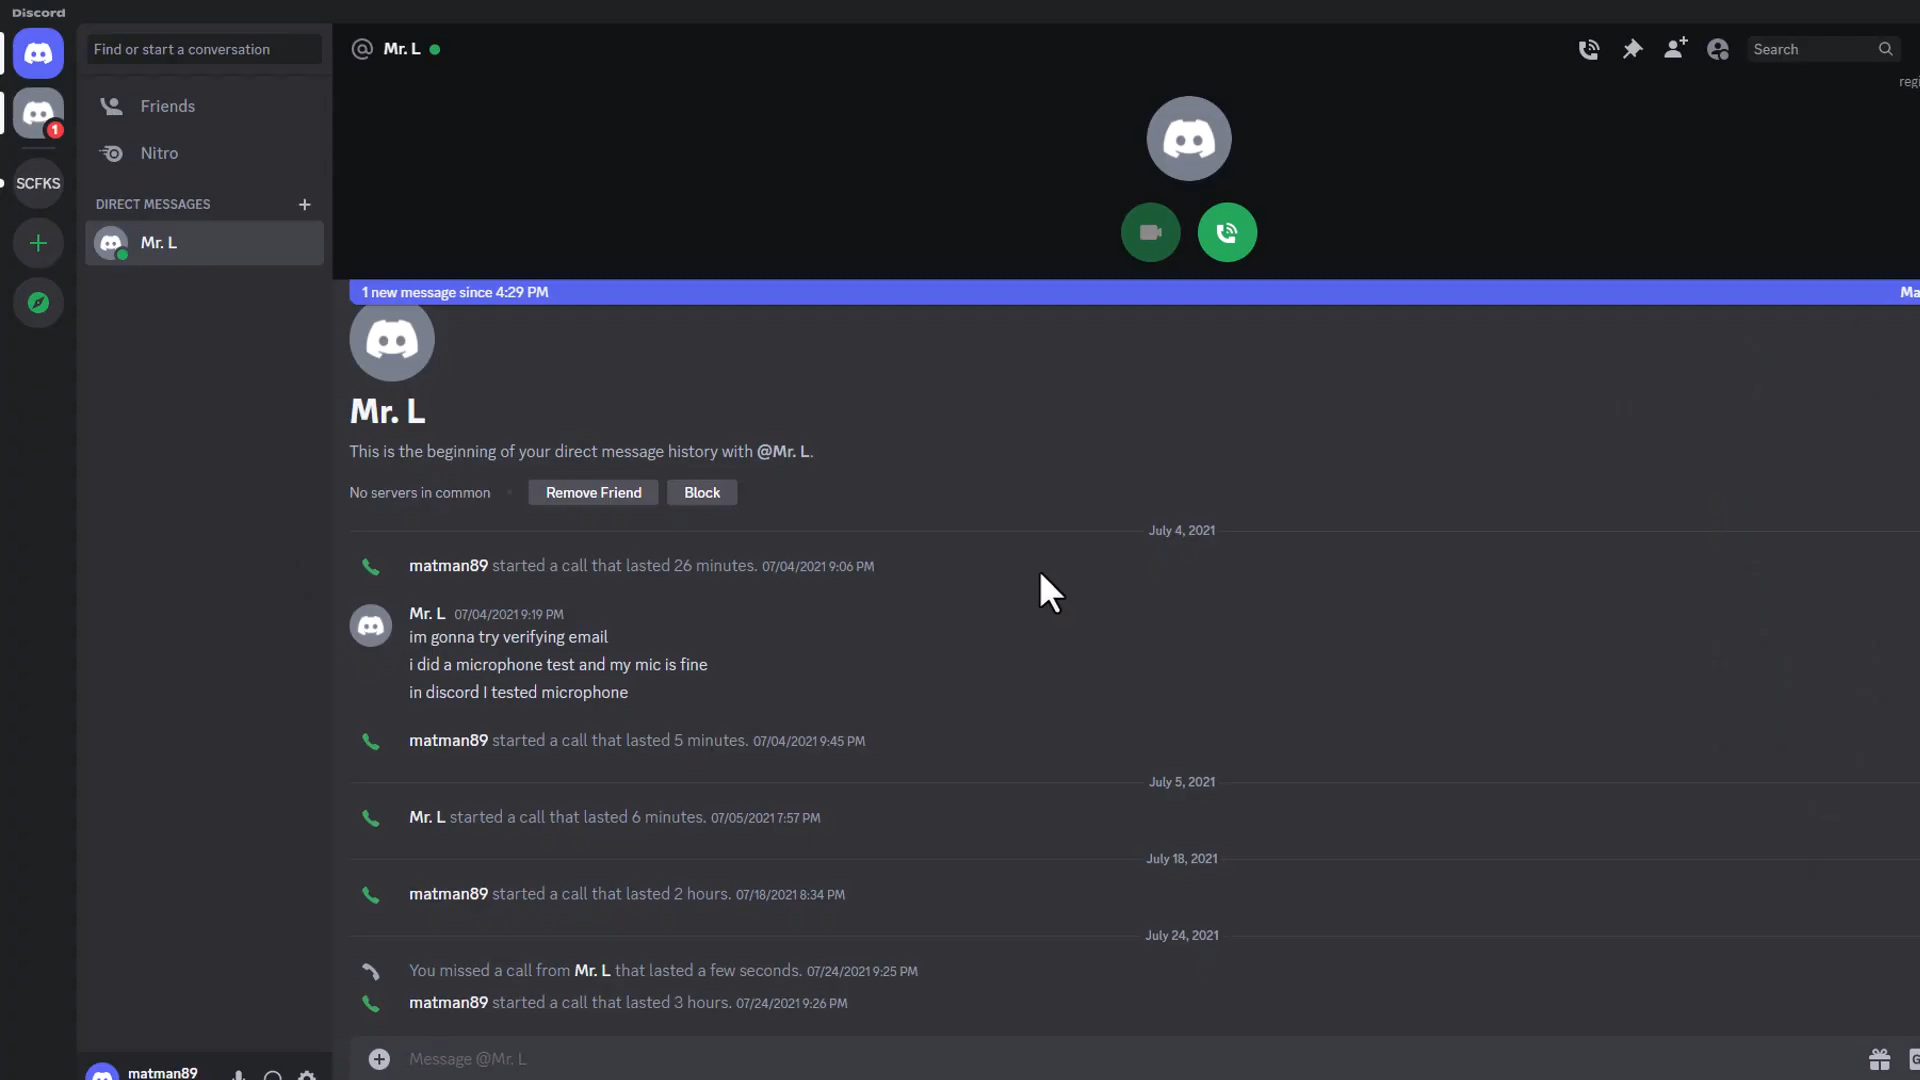 Discord
Find or start a conversation
Friends
Nitro
DIRECT MESSAGES
Mr. L
1
SCFKS
matman89
Mr. L
Search
regi
1 new message since 4:29 PM
Ma
Mr. L
This is the beginning of your direct message history with @Mr. L.
No servers in common
Remove Friend
Block
July 4, 2021
matman89 started a call that lasted 26 minutes. 07/04/2021 9:06 PM
Mr. L 07/04/2021 9:19 PM
im gonna try verifying email
i did a microphone test and my mic is fine
in discord I tested microphone
matman89 started a call that lasted 5 minutes. 07/04/2021 9:45 PM
July 5, 2021
Mr. L started a call that lasted 6 minutes. 07/05/2021 7:57 PM
July 18, 2021
matman89 started a call that lasted 2 hours. 07/18/2021 8:34 PM
July 24, 2021
You missed a call from Mr. L that lasted a few seconds. 07/24/2021 9:25 PM
matman89 started a call that lasted 3 hours. 07/24/2021 9:26 PM
Message @Mr. L